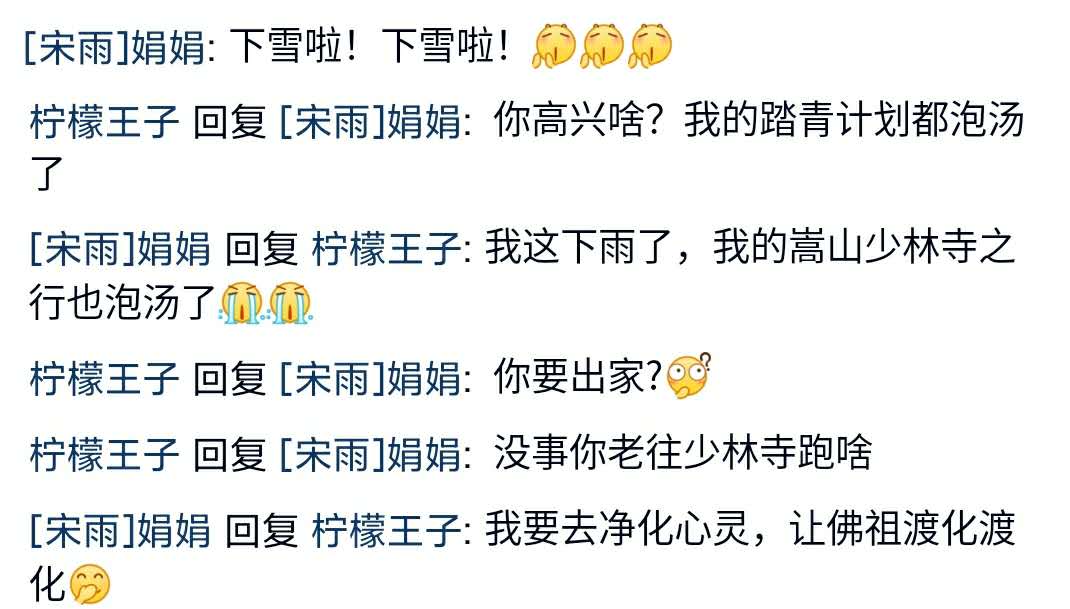 [宋雨]娟娟: 下雪啦！下雪啦！
柠檬王子 回复 [宋雨]娟娟: 你高兴啥？我的踏青计划都泡汤
了
[宋雨]娟娟 回复 柠檬王子: 我这下雨了，我的嵩山少林寺之
行也泡汤了
柠檬王子 回复 [宋雨]娟娟: 你要出家?
柠檬王子 回复 [宋雨]娟娟: 没事你老往少林寺跑啥
[宋雨]娟娟 回复 柠檬王子: 我要去净化心灵，让佛祖渡化渡
化